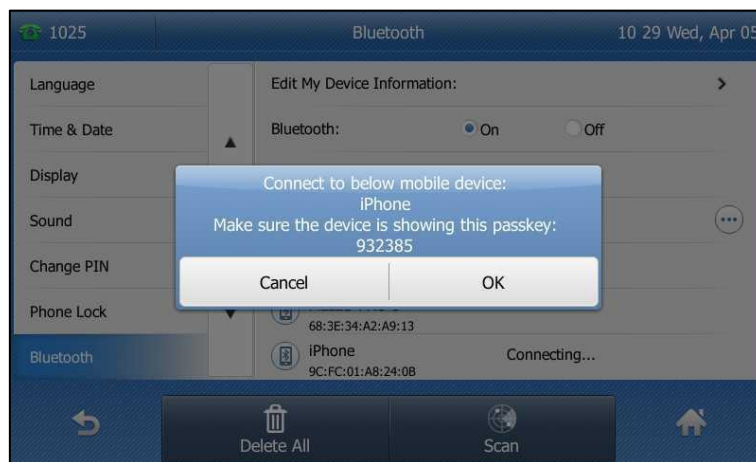 1025
Bluetooth
10 29 Wed, Apr 05
Language
Edit My Device Information:
Time & Date
Bluetooth:
On
Off
Display
Sound
Change PIN
Phone Lock
Bluetooth
Connect to below mobile device:
iPhone
Make sure the device is showing this passkey:
932385
Cancel
OK
68:3E:34:A2:A9:13
iPhone
Connecting...
9C:FC:01:A8:24:0B
Delete All
Scan